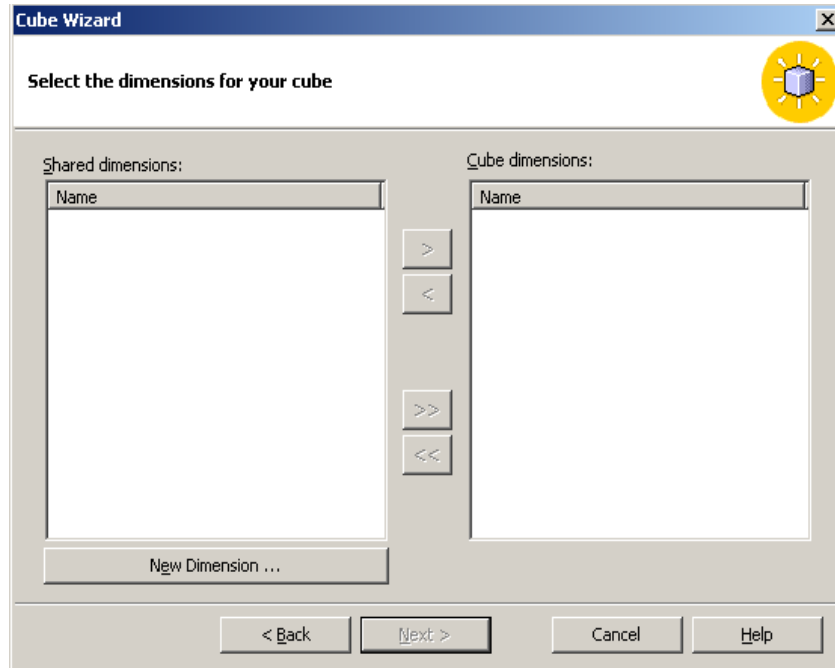 Cube Wizard
Select the dimensions for your cube
Shared dimensions:
Cube dimensions:
Name
Name
>
<
>>
<<
New Dimension ...
< Back
Next >
Cancel
Help